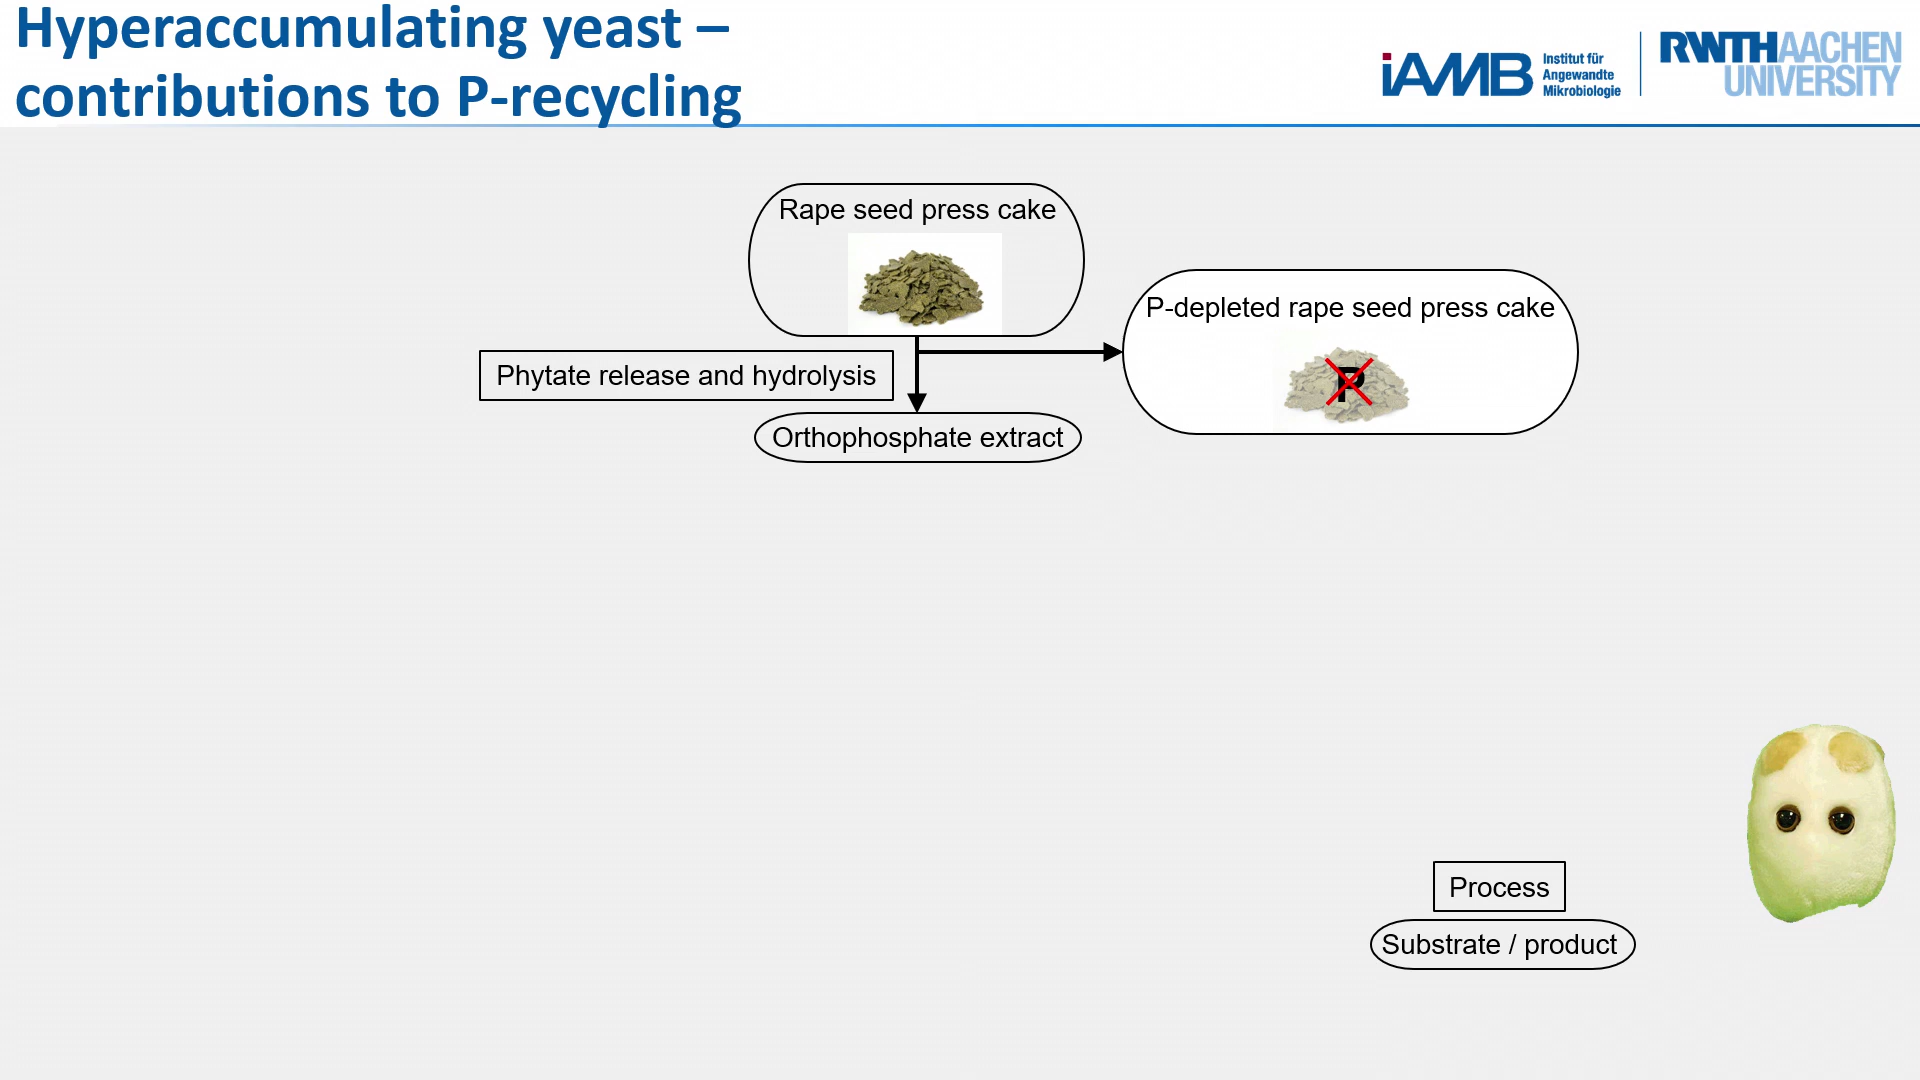 Hyperaccumulating yeast –
contributions to P-recycling
iAMB
Institut für
Angewandte
Mikrobiologie
RWTHAACHEN
UNIVERSITY
Rape seed press cake
P-depleted rape seed press cake
P
Phytate release and hydrolysis
Orthophosphate extract
Process
Substrate / product